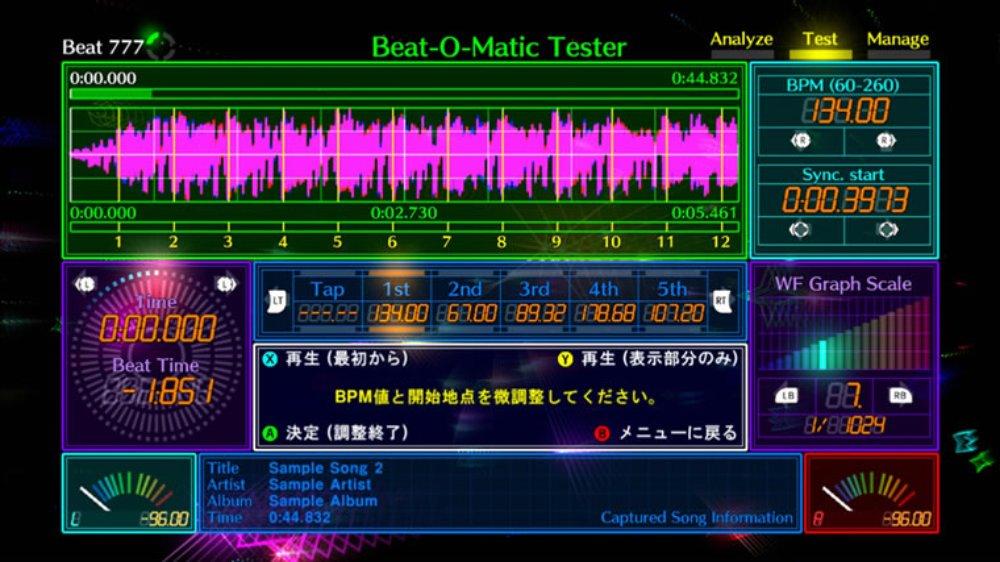 Beat 777
Beat-O-Matic Tester
Analyze Test Manage
0:00.000 0:44.832
0:00.000 0:02.730 0:05.461
1 2 3 4 5 6 7 8 9 10 11 12
BPM (60-260)
134.00
R R
Sync. start
0:00.3973
L L
Time
0:00.000
Beat Time
-1.851
LT Tap 1st 2nd 3rd 4th 5th RT
---.-- 134.00 67.00 89.32 178.68 107.20
X 再生 (最初から) Y 再生 (表示部分のみ)
BPM値と開始地点を微調整してください。
A 決定 (調整終了) B メニューに戻る
WF Graph Scale
LB 7. RB
1/1024
L -96.00
Title Sample Song 2
Artist Sample Artist
Album Sample Album
Time 0:44.832
Captured Song Information
R -96.00